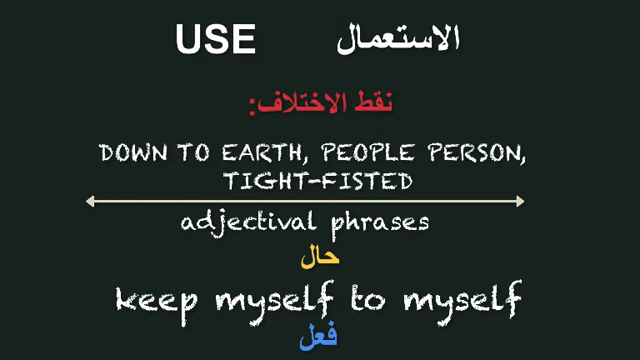 USE الاستعمال
نقط الاختلاف:
DOWN TO EARTH, PEOPLE PERSON,
TIGHT-FISTED
adjectival phrases
حال
keep myself to myself
فعل